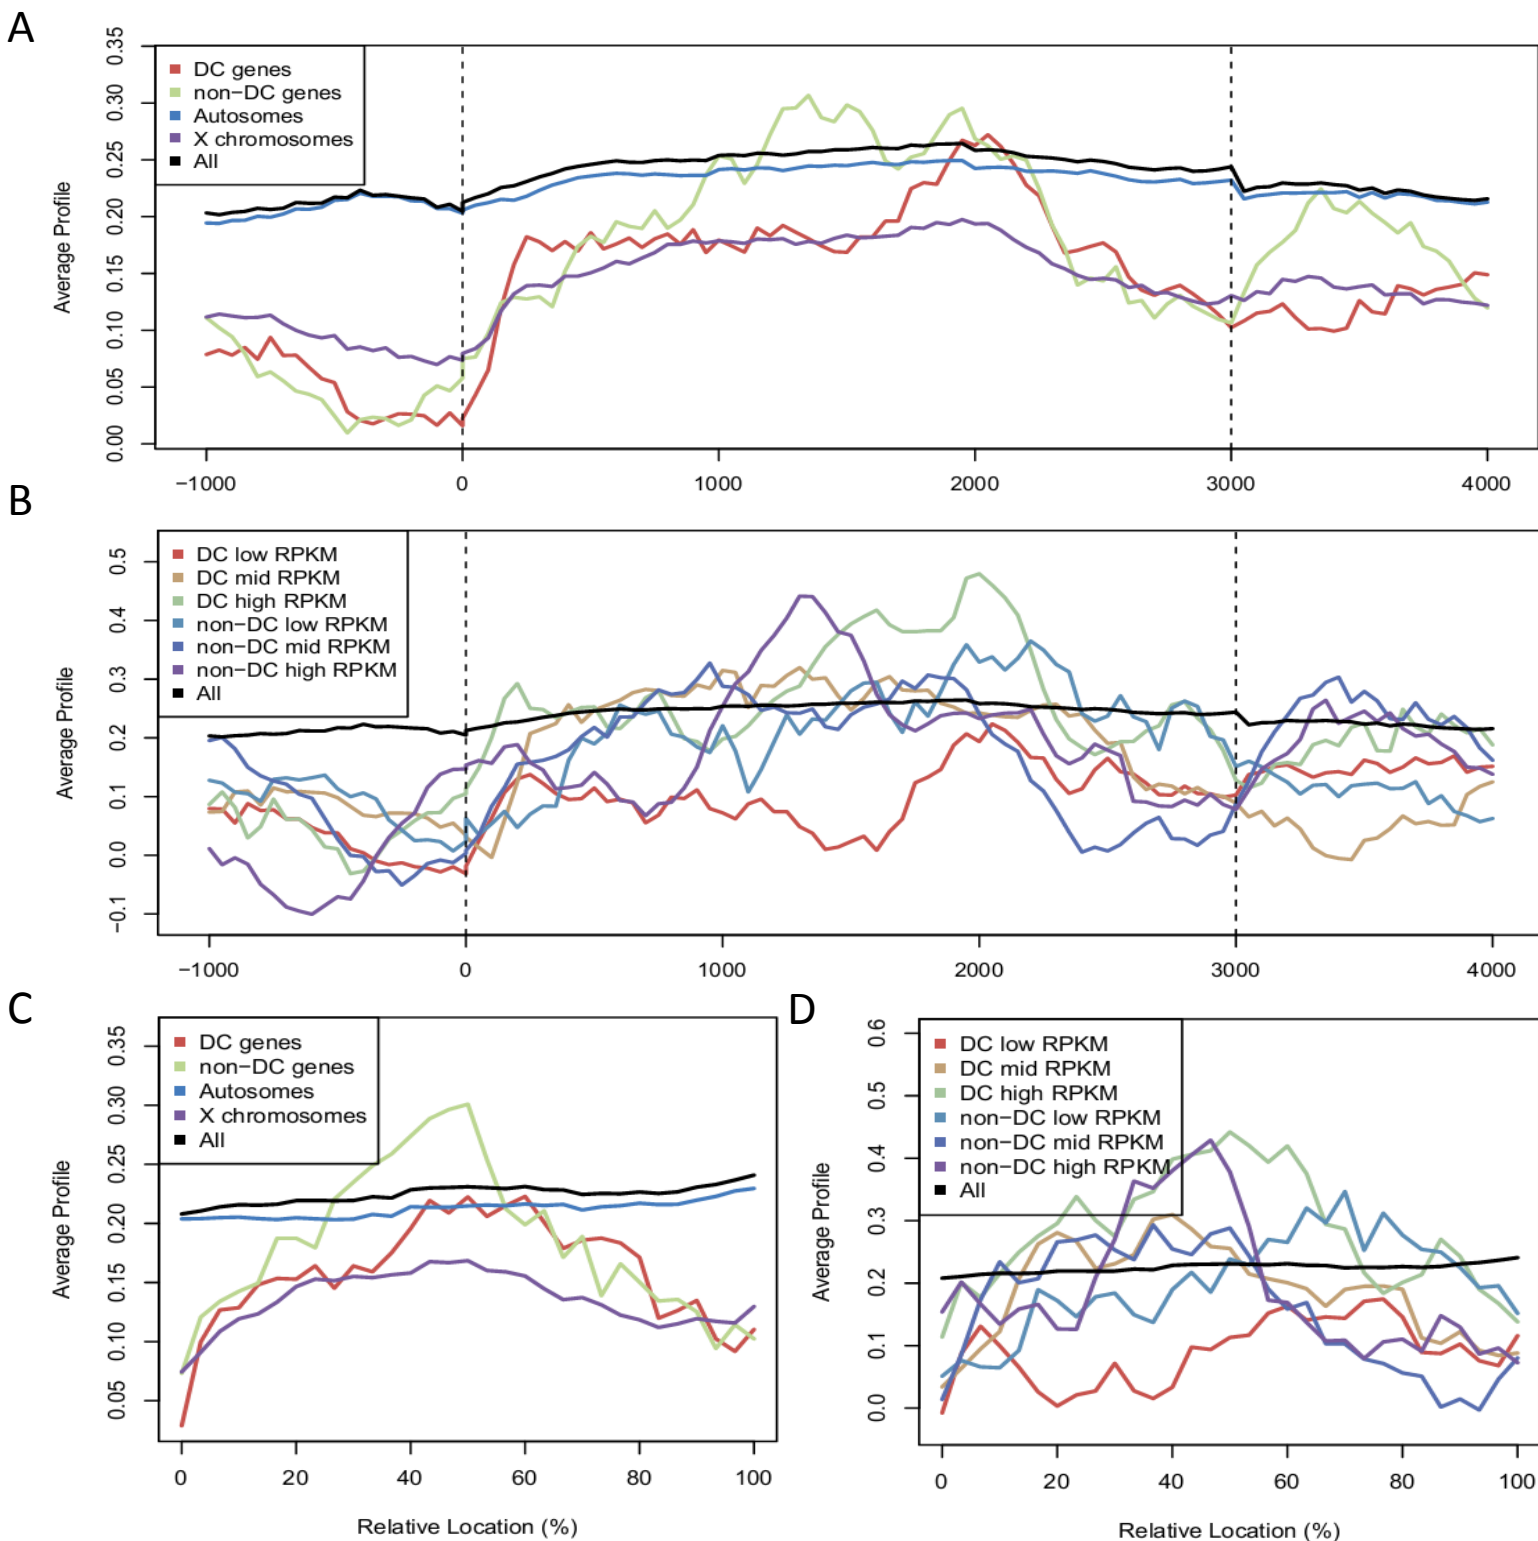 A
0.35
0.30
0.25
0.20
0.15
0.10
0.05
0.00
Average Profile
DC genes
non−DC genes
Autosomes
X chromosomes
All
−1000
0
1000
2000
3000
4000
B
0.5
0.4
0.3
0.2
0.1
0.0
−0.1
Average Profile
DC low RPKM
DC mid RPKM
DC high RPKM
non−DC low RPKM
non−DC mid RPKM
non−DC high RPKM
All
−1000
0
1000
2000
3000
4000
C
0.35
0.30
0.25
0.20
0.15
0.10
0.05
Average Profile
DC genes
non−DC genes
Autosomes
X chromosomes
All
0
20
40
60
80
100
Relative Location (%)
D
0.6
0.5
0.4
0.3
0.2
0.1
0.0
Average Profile
DC low RPKM
DC mid RPKM
DC high RPKM
non−DC low RPKM
non−DC mid RPKM
non−DC high RPKM
All
0
20
40
60
80
100
Relative Location (%)